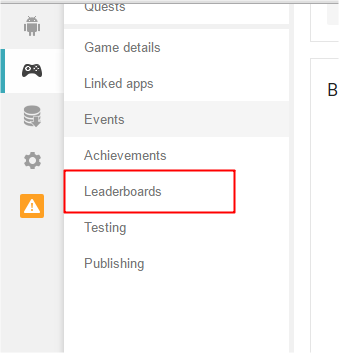 Quests
Game details
Linked apps
Events
Achievements
Leaderboards
Testing
Publishing